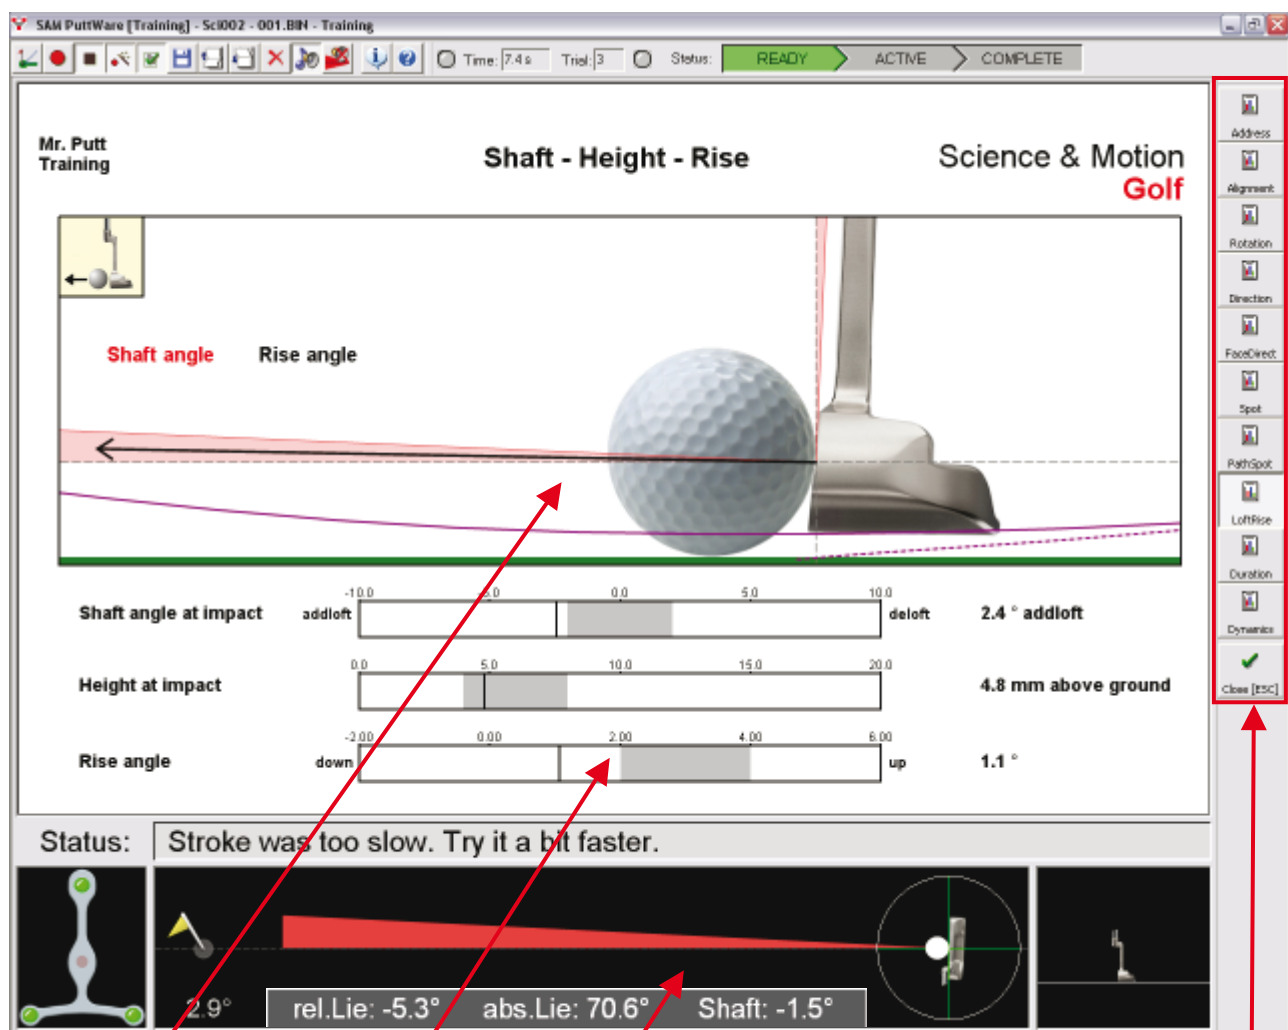 SAM PuttWare [Training] - Sci002 - 001.BIN - Training
Time: 7.4 s Trial: 3 Status: READY ACTIVE COMPLETE
Mr. Putt
Training
Shaft - Height - Rise
Science & Motion
Golf
Shaft angle Rise angle
-10.0 -5.0 0.0 5.0 10.0
Shaft angle at impact addloft deloft 2.4 ° addloft
0.0 5.0 10.0 15.0 20.0
Height at impact 4.8 mm above ground
-2.00 0.00 2.00 4.00 6.00
Rise angle down up 1.1 °
Address
Alignment
Rotation
Direction
FaceDirect
Spot
PathSpot
LoftRise
Duration
Dynamics
Close [ESC]
Status: Stroke was too slow. Try it a bit faster.
2.9°
rel.Lie: -5.3° abs.Lie: 70.6° Shaft: -1.5°